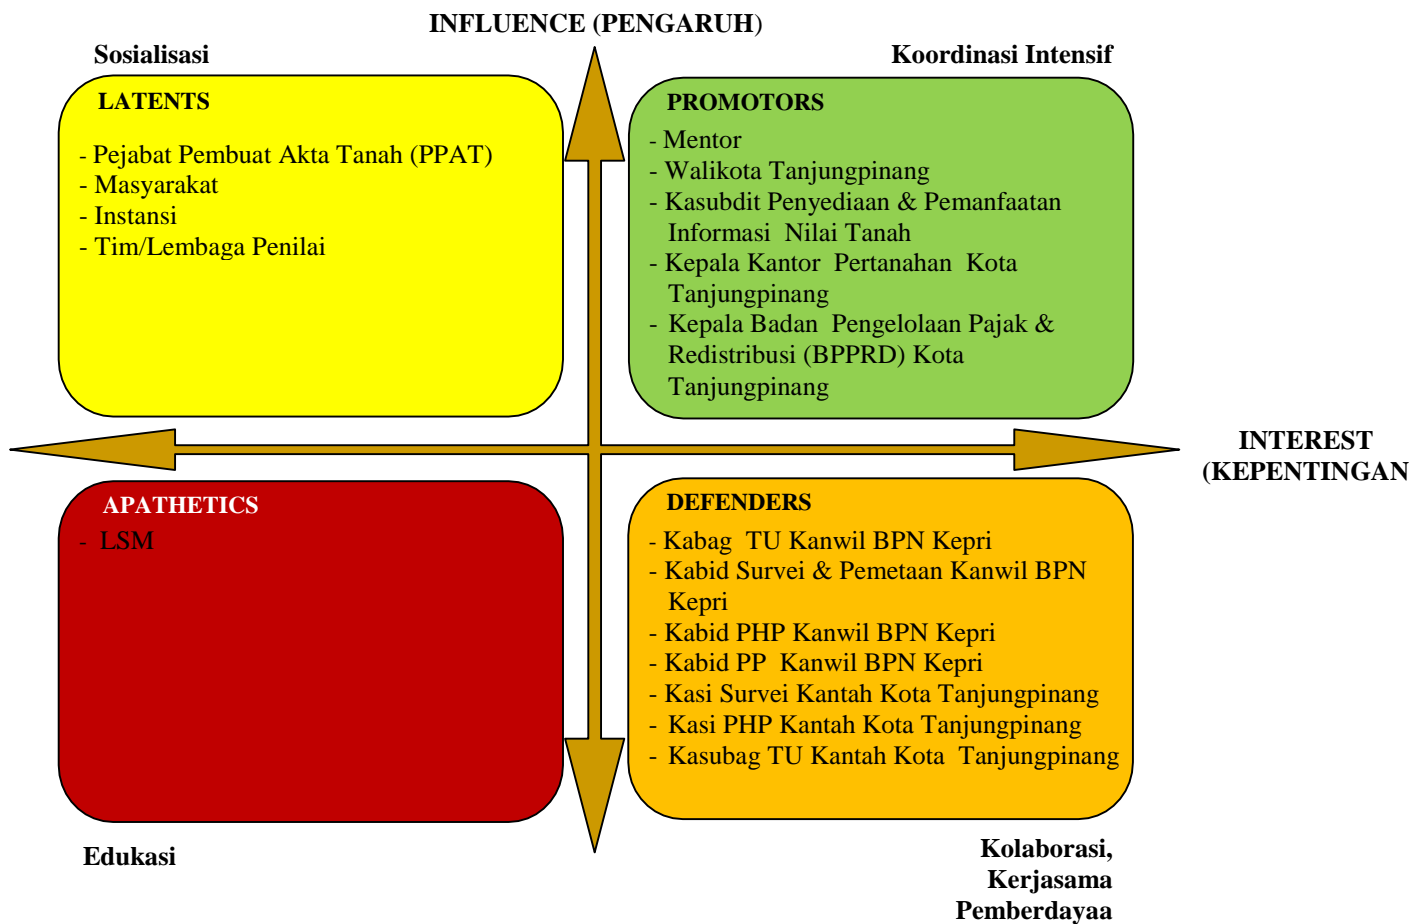 INFLUENCE (PENGARUH)
Sosialisasi
Koordinasi Intensif
LATENTS
- Pejabat Pembuat Akta Tanah (PPAT)
- Masyarakat
- Instansi
- Tim/Lembaga Penilai
PROMOTORS
- Mentor
- Walikota Tanjungpinang
- Kasubdit Penyediaan & Pemanfaatan
Informasi Nilai Tanah
- Kepala Kantor Pertanahan Kota
Tanjungpinang
- Kepala Badan Pengelolaan Pajak &
Redistribusi (BPPRD) Kota
Tanjungpinang
INTEREST
(KEPENTINGAN
APATHETICS
- LSM
DEFENDERS
- Kabag TU Kanwil BPN Kepri
- Kabid Survei & Pemetaan Kanwil BPN
Kepri
- Kabid PHP Kanwil BPN Kepri
- Kabid PP Kanwil BPN Kepri
- Kasi Survei Kantah Kota Tanjungpinang
- Kasi PHP Kantah Kota Tanjungpinang
- Kasubag TU Kantah Kota Tanjungpinang
Edukasi
Kolaborasi,
Kerjasama
Pemberdayaa